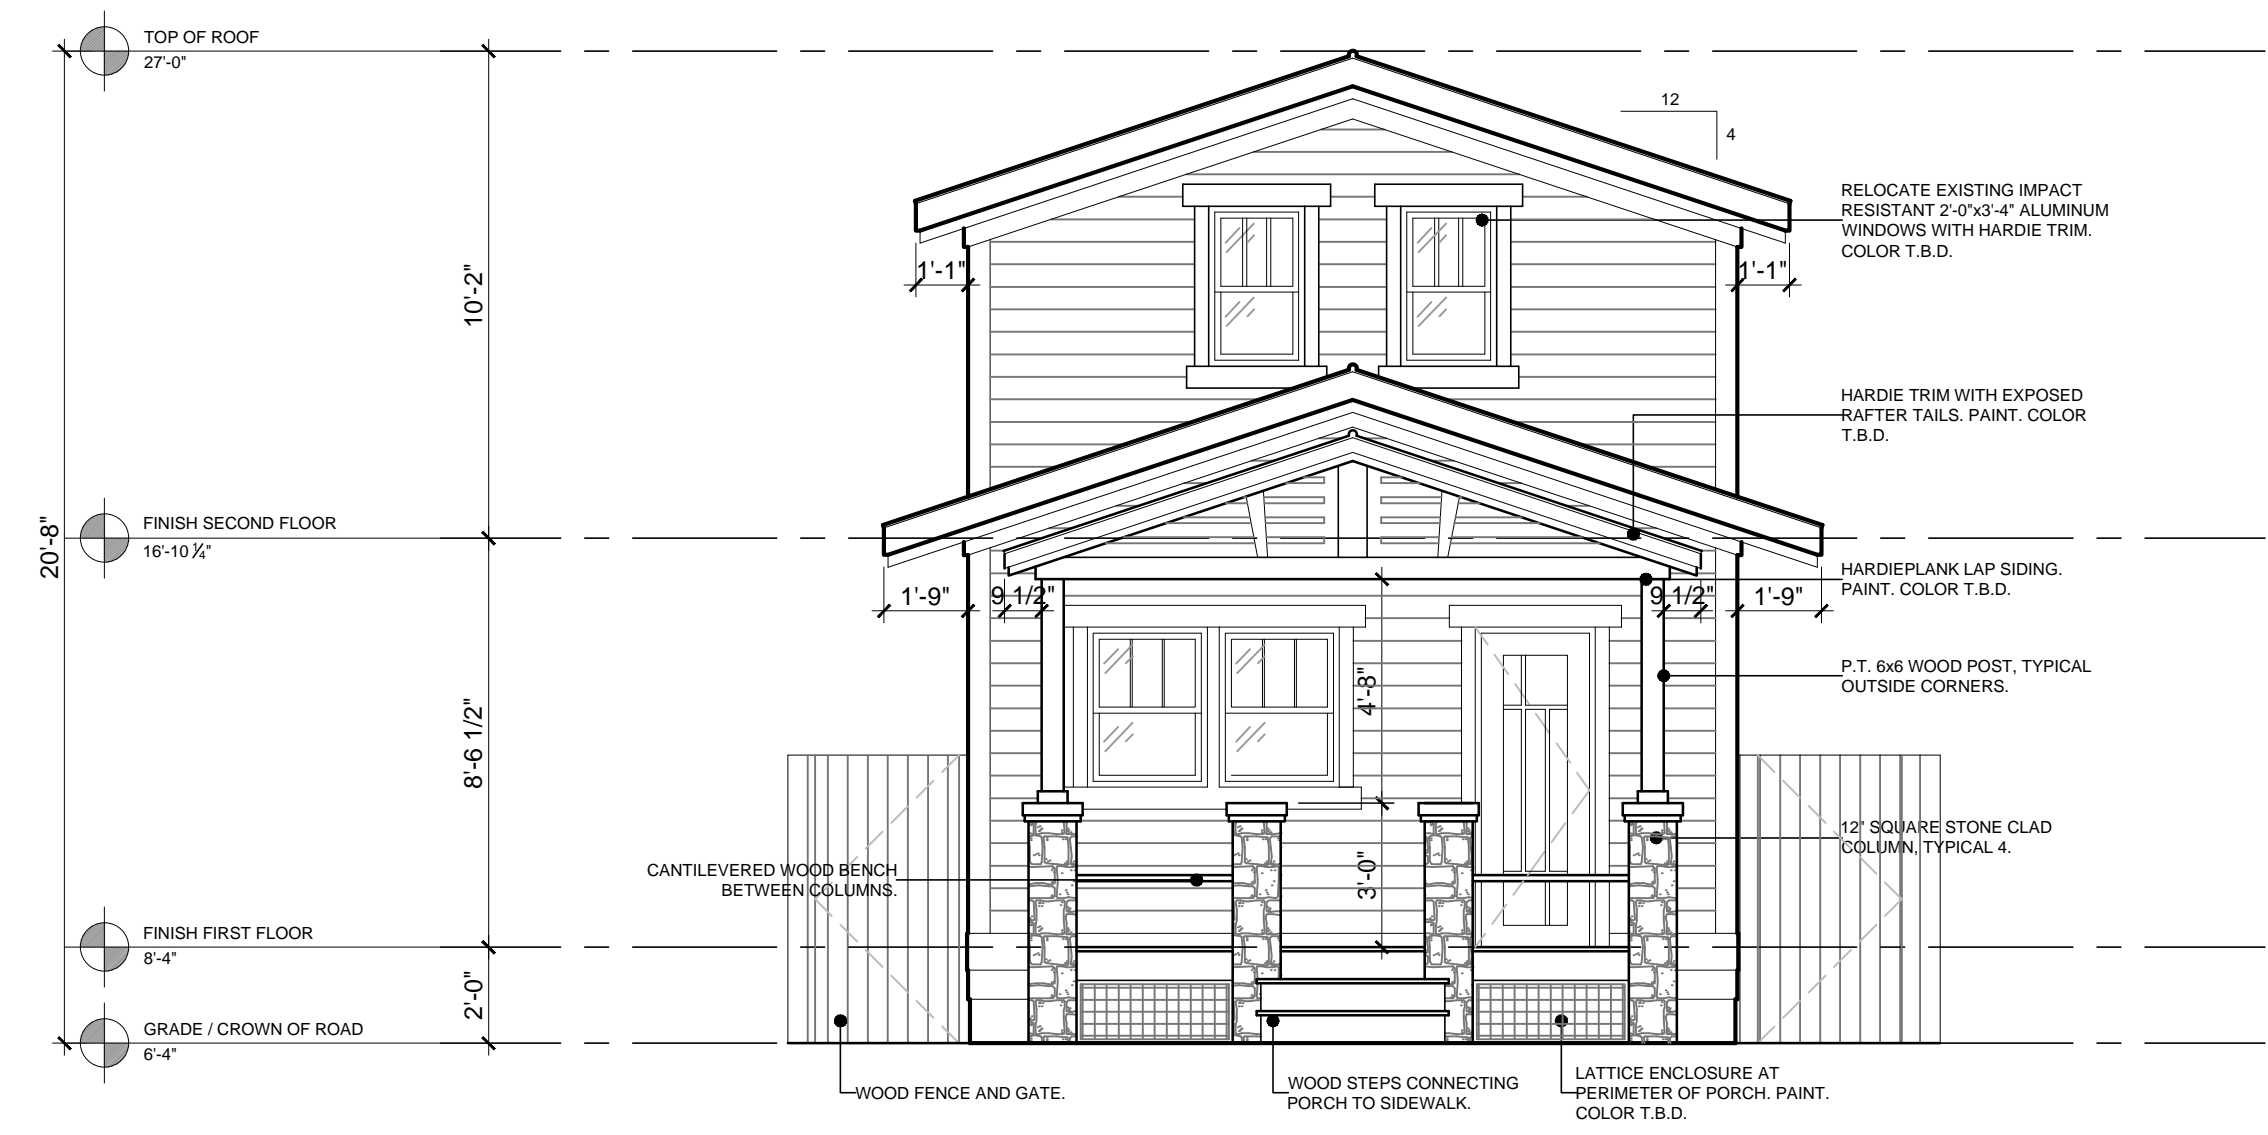 TOP OF ROOF
27'-0"
12
4
RELOCATE EXISTING IMPACT
RESISTANT 2'-0"x3'-4" ALUMINUM
WINDOWS WITH HARDIE TRIM.
COLOR T.B.D.
1'-1"
1'-1"
10'-2"
HARDIE TRIM WITH EXPOSED
RAFTER TAILS. PAINT. COLOR
T.B.D.
FINISH SECOND FLOOR
16'-10 1/4"
20'-8"
HARDIEPLANK LAP SIDING.
PAINT. COLOR T.B.D.
1'-9"
9 1/2"
9 1/2"
1'-9"
P.T. 6x6 WOOD POST, TYPICAL
OUTSIDE CORNERS.
4'-8"
8'-6 1/2"
12" SQUARE STONE CLAD
COLUMN, TYPICAL 4.
CANTILEVERED WOOD BENCH
BETWEEN COLUMNS.
3'-0"
FINISH FIRST FLOOR
8'-4"
2'-0"
GRADE / CROWN OF ROAD
6'-4"
WOOD FENCE AND GATE.
WOOD STEPS CONNECTING
PORCH TO SIDEWALK.
LATTICE ENCLOSURE AT
PERIMETER OF PORCH. PAINT.
COLOR T.B.D.